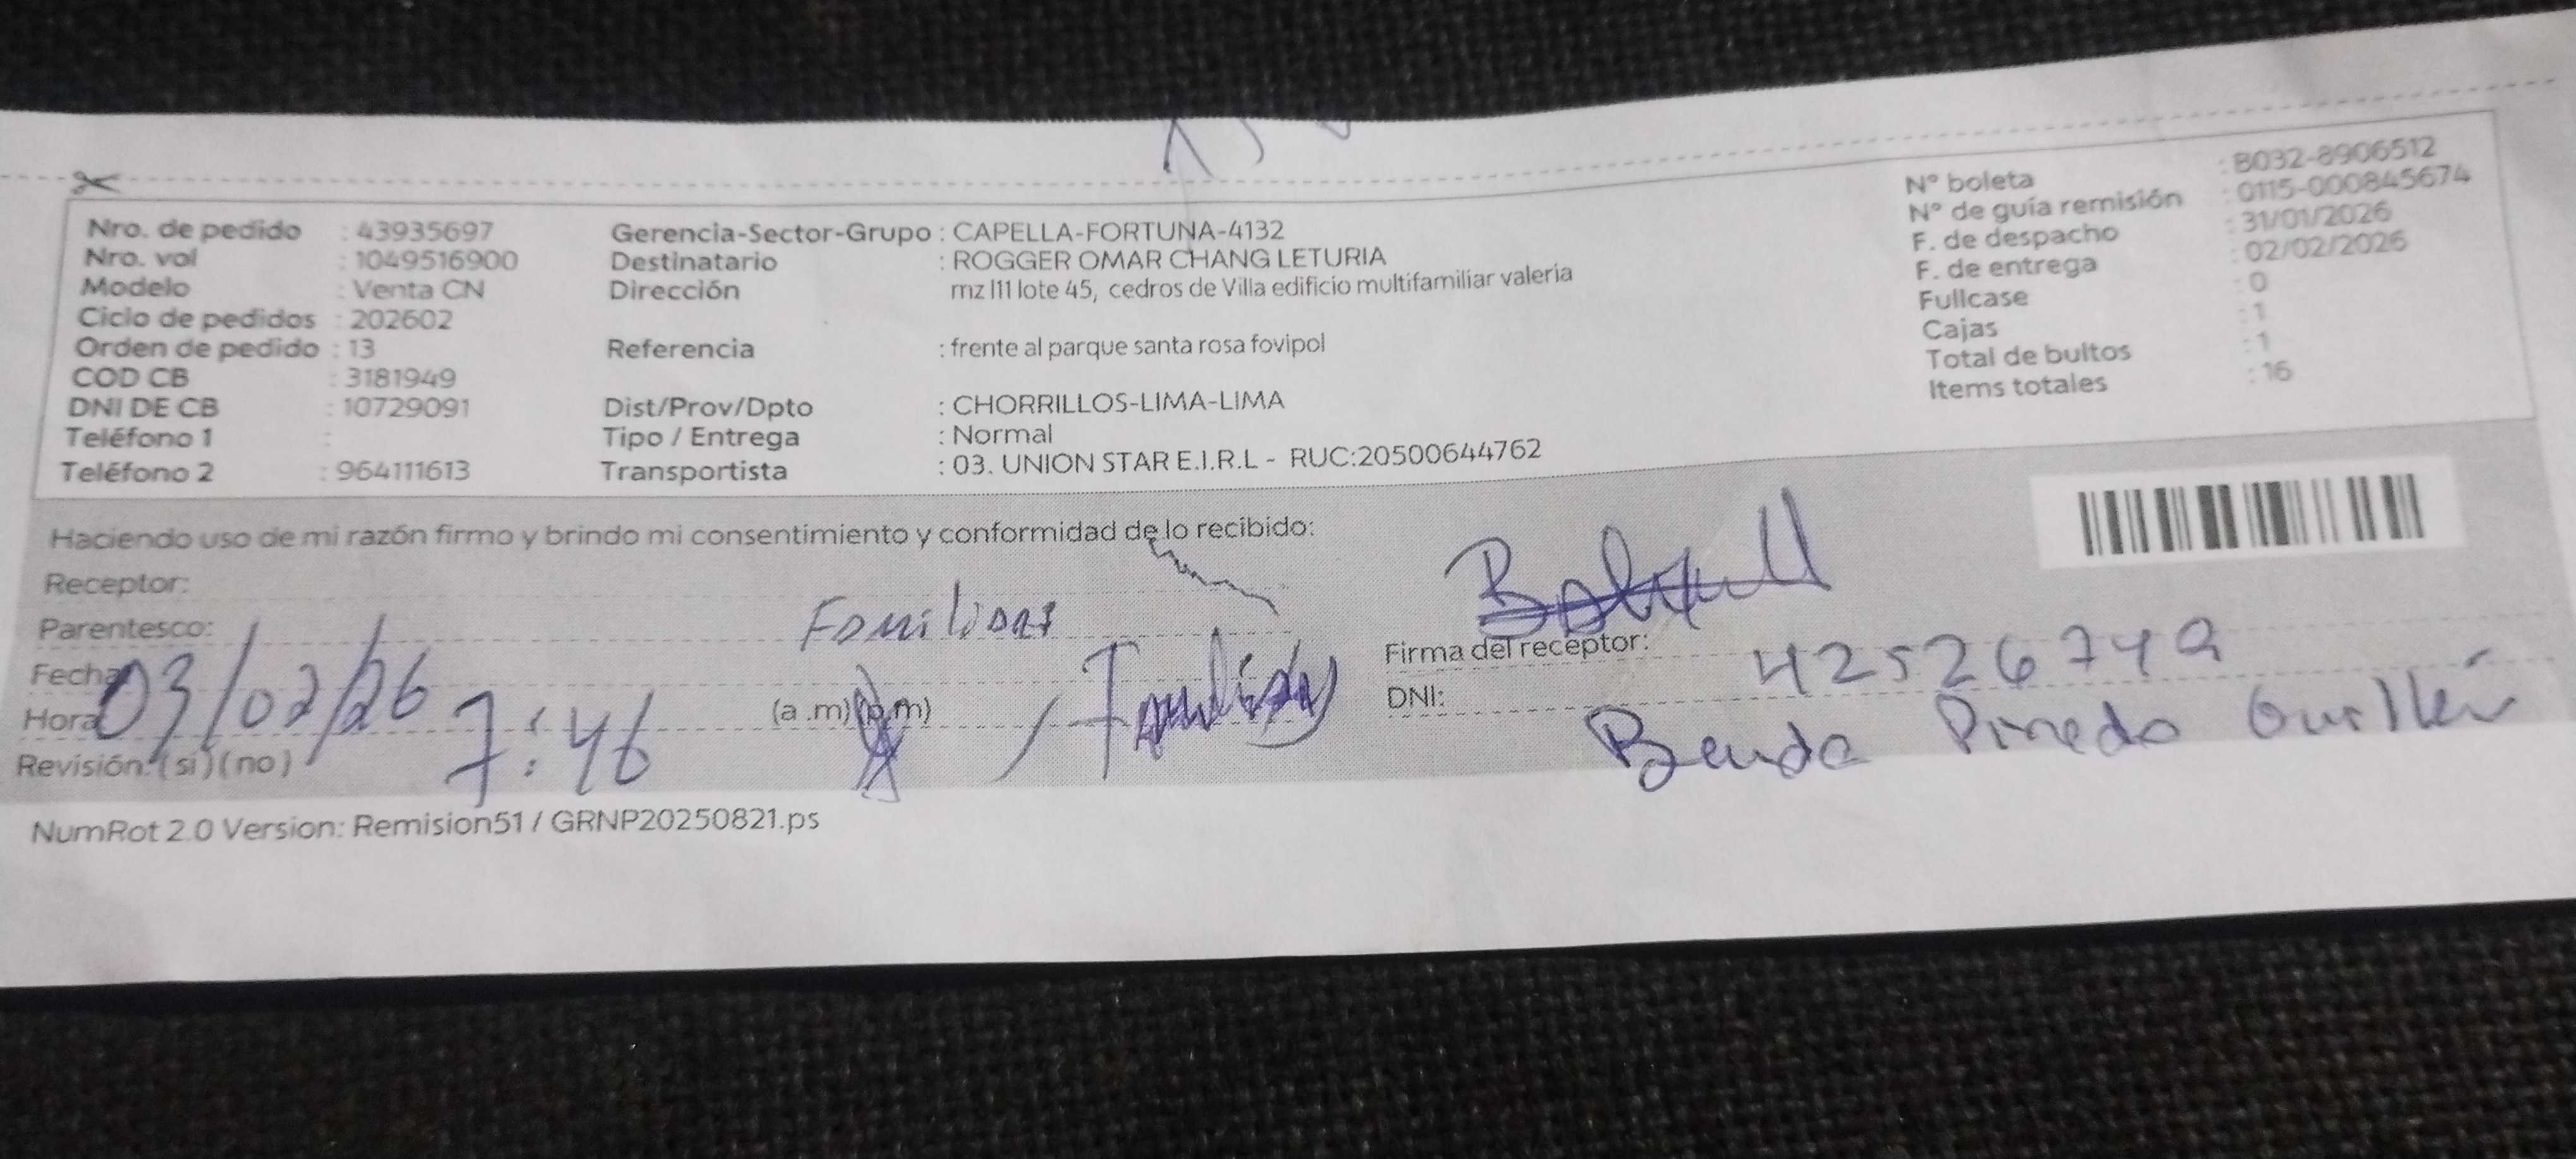 Nro. de pedido : 43935697
Nro. vol : 1049516900
Modelo : Venta CN
Ciclo de pedidos : 202602
Orden de pedido : 13
COD CB : 3181949
DNI DE CB : 10729091
Teléfono 1 :
Teléfono 2 : 964111613
Gerencia-Sector-Grupo : CAPELLA-FORTUNA-4132
Destinatario : ROGGER OMAR CHANG LETURIA
Dirección mz l11 lote 45, cedros de Villa edificio multifamiliar valeria
Referencia : frente al parque santa rosa fovipol
Dist/Prov/Dpto : CHORRILLOS-LIMA-LIMA
Tipo / Entrega : Normal
Transportista : 03. UNION STAR E.I.R.L - RUC:20500644762
N° boleta : B032-8906512
N° de guía remisión : 0115-000845674
F. de despacho : 31/01/2026
F. de entrega : 02/02/2026
Fullcase : 0
Cajas : 1
Total de bultos : 1
Items totales : 16
Haciendo uso de mi razón firmo y brindo mi consentimiento y conformidad de lo recibido:
Receptor:
Parentesco: Familiar
Fecha 03/02/26
Hora 7:46 (a .m) (p.m) /
Revisión: (si) (no)
Firma del receptor:
DNI: 42526749
Pinedo Guillén
NumRot 2.0 Version: Remision51 / GRNP20250821.ps